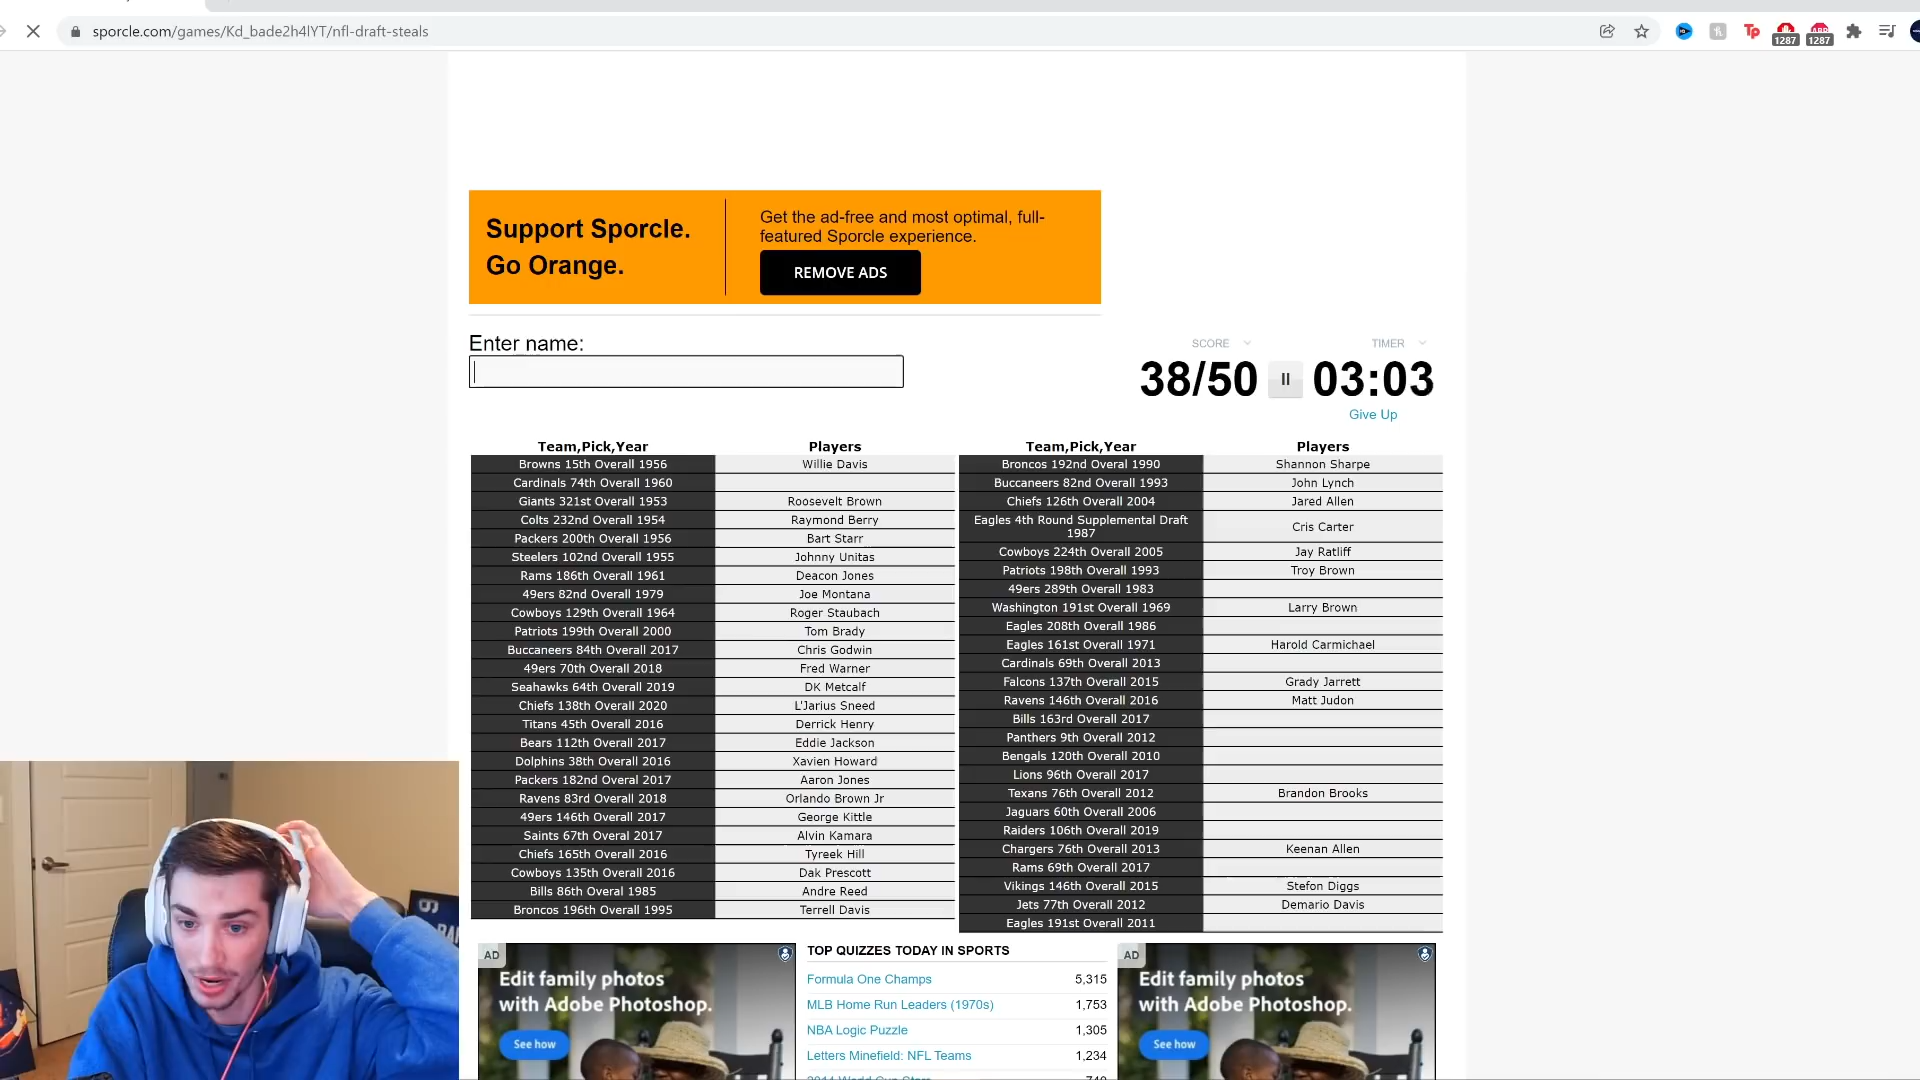 sporcle.com/games/Kd_bade2h4lYT/nfl-draft-steals
1287
1287
Support Sporcle.
Go Orange.
Get the ad-free and most optimal, full-
featured Sporcle experience.
REMOVE ADS
Enter name:
SCORE
TIMER
38/50
03:03
Give Up
Team,Pick,Year Players
Browns 15th Overall 1956 Willie Davis
Cardinals 74th Overall 1960
Giants 321st Overall 1953 Roosevelt Brown
Colts 232nd Overall 1954 Raymond Berry
Packers 200th Overall 1956 Bart Starr
Steelers 102nd Overall 1955 Johnny Unitas
Rams 186th Overall 1961 Deacon Jones
49ers 82nd Overall 1979 Joe Montana
Cowboys 129th Overall 1964 Roger Staubach
Patriots 199th Overall 2000 Tom Brady
Buccaneers 84th Overall 2017 Chris Godwin
49ers 70th Overall 2018 Fred Warner
Seahawks 64th Overall 2019 DK Metcalf
Chiefs 138th Overall 2020 L'Jarius Sneed
Titans 45th Overall 2016 Derrick Henry
Bears 112th Overall 2017 Eddie Jackson
Dolphins 38th Overall 2016 Xavien Howard
Packers 182nd Overal 2017 Aaron Jones
Ravens 83rd Overall 2018 Orlando Brown Jr
49ers 146th Overall 2017 George Kittle
Saints 67th Overal 2017 Alvin Kamara
Chiefs 165th Overall 2016 Tyreek Hill
Cowboys 135th Overall 2016 Dak Prescott
Bills 86th Overal 1985 Andre Reed
Broncos 196th Overall 1995 Terrell Davis
Team,Pick,Year Players
Broncos 192nd Overal 1990 Shannon Sharpe
Buccaneers 82nd Overall 1993 John Lynch
Chiefs 126th Overall 2004 Jared Allen
Eagles 4th Round Supplemental Draft
1987
Cris Carter
Cowboys 224th Overall 2005 Jay Ratliff
Patriots 198th Overall 1993 Troy Brown
49ers 289th Overall 1983
Washington 191st Overall 1969 Larry Brown
Eagles 208th Overall 1986
Eagles 161st Overall 1971 Harold Carmichael
Cardinals 69th Overall 2013
Falcons 137th Overall 2015 Grady Jarrett
Ravens 146th Overall 2016 Matt Judon
Bills 163rd Overall 2017
Panthers 9th Overall 2012
Bengals 120th Overall 2010
Lions 96th Overall 2017
Texans 76th Overall 2012 Brandon Brooks
Jaguars 60th Overall 2006
Raiders 106th Overall 2019
Chargers 76th Overall 2013 Keenan Allen
Rams 69th Overall 2017
Vikings 146th Overall 2015 Stefon Diggs
Jets 77th Overall 2012 Demario Davis
Eagles 191st Overall 2011
AD
Edit family photos
with Adobe Photoshop.
See how
TOP QUIZZES TODAY IN SPORTS
Formula One Champs 5,315
MLB Home Run Leaders (1970s) 1,753
NBA Logic Puzzle 1,305
Letters Minefield: NFL Teams 1,234
AD
Edit family photos
with Adobe Photoshop.
See how